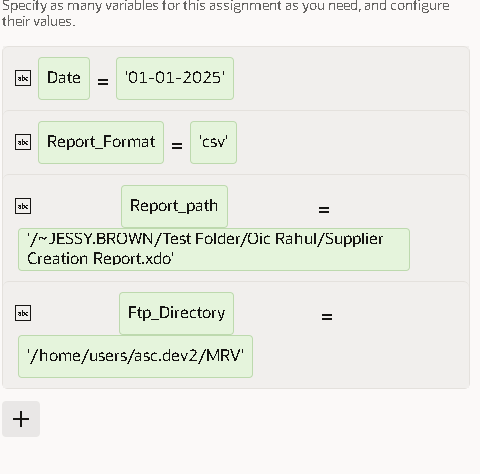 Specify as many variables for this assignment as you need, and configure
their values.
abc Date = '01-01-2025'
abc Report_Format = 'csv'
abc Report_path =
'/~JESSY.BROWN/Test Folder/Oic Rahul/Supplier
Creation Report.xdo'
abc Ftp_Directory =
'/home/users/asc.dev2/MRV'
+